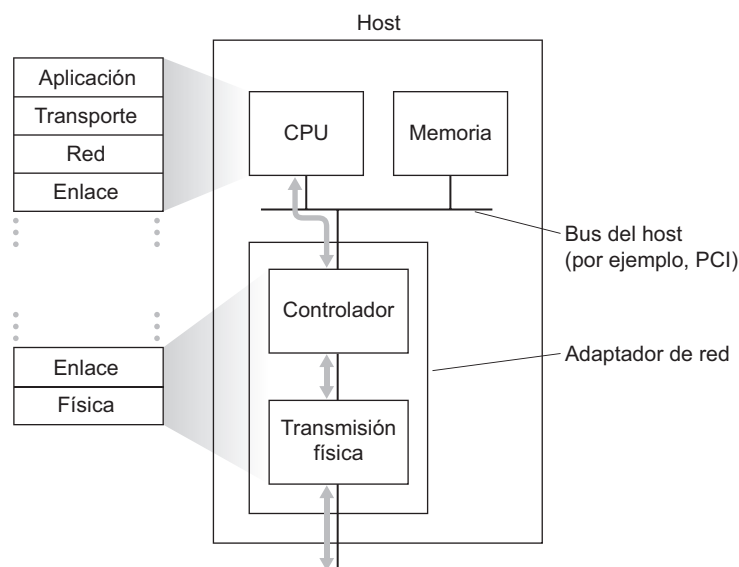 Host
Aplicación
Transporte
Red
Enlace
CPU
Memoria
Bus del host
(por ejemplo, PCI)
Controlador
Adaptador de red
Enlace
Física
Transmisión
física